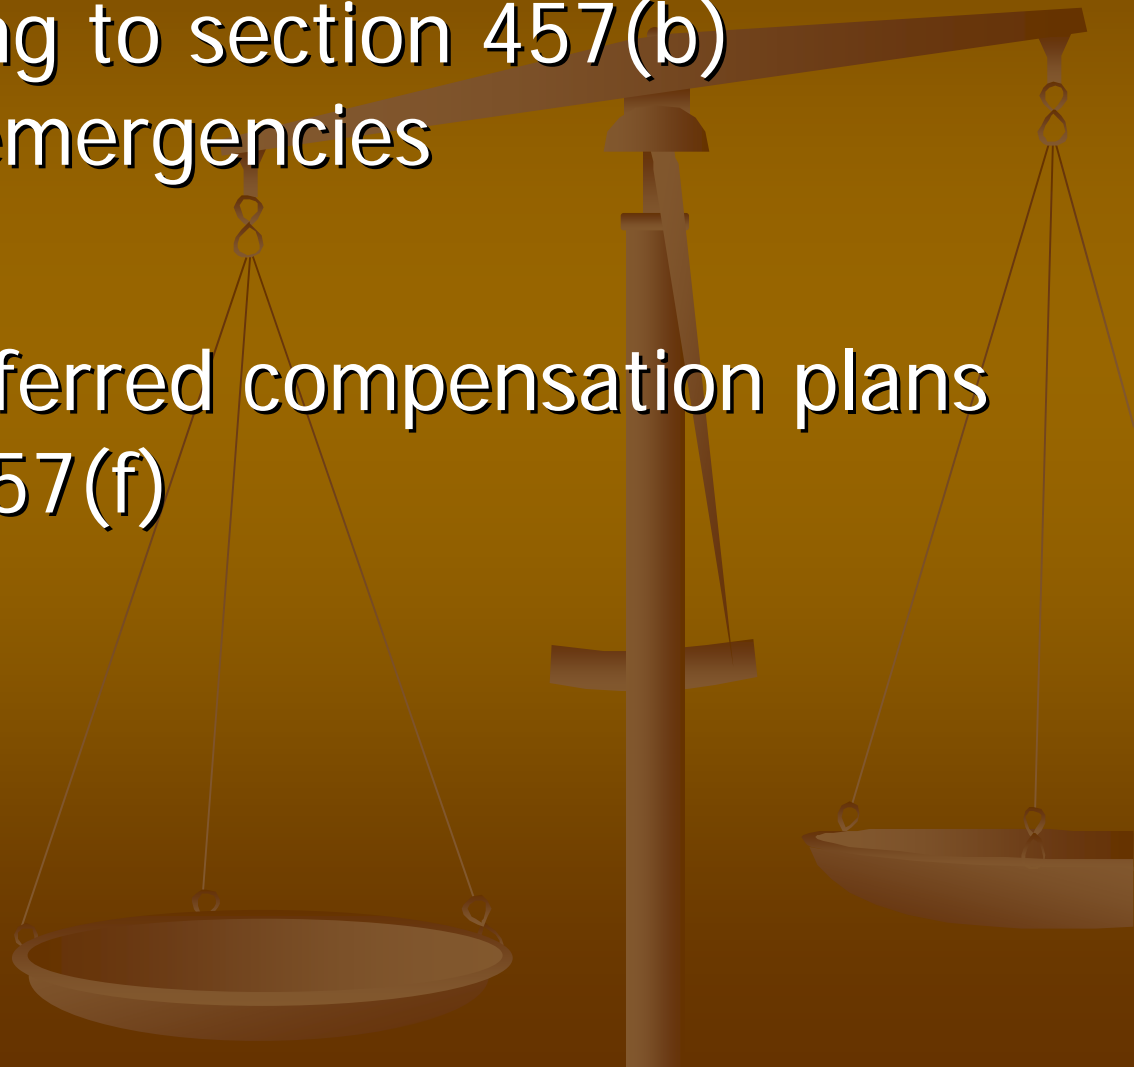 ng to section 457(b)
emergencies
ferred compensation plans
57(f)